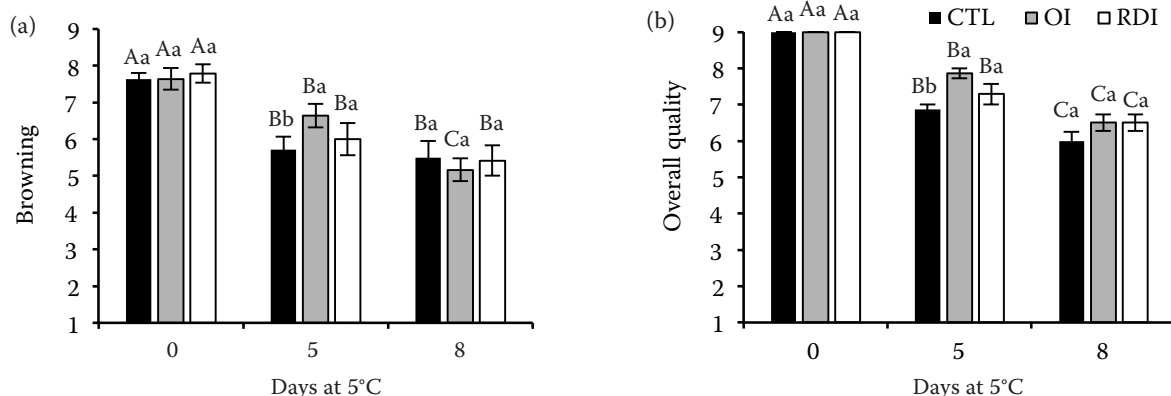 (a)
9
8
7
6
5
4
3
2
1
Browning
Aa Aa Aa
Bb Ba Ba
Ba Ca Ba
0 5 8
Days at 5°C
(b)
CTL OI RDI
9
8
7
6
5
4
3
2
1
Overall quality
Aa Aa Aa
Bb Ba Ba
Ca Ca Ca
0 5 8
Days at 5°C